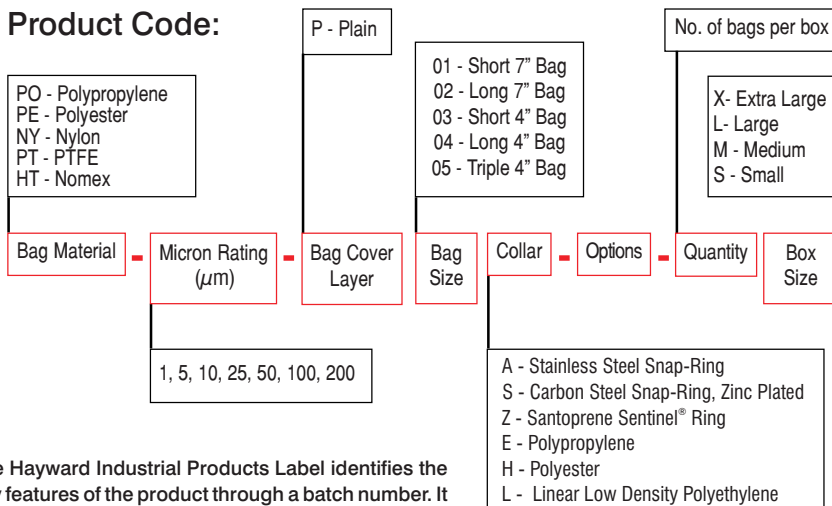 Product Code:
P - Plain
No. of bags per box
01 - Short 7” Bag
02 - Long 7” Bag
03 - Short 4” Bag
04 - Long 4” Bag
05 - Triple 4” Bag
PO - Polypropylene
PE - Polyester
NY - Nylon
PT - PTFE
HT - Nomex
X- Extra Large
L- Large
M - Medium
S - Small
Bag Material - Micron Rating (µm) - Bag Cover Layer Bag Size Collar - Options - Quantity Box Size
1, 5, 10, 25, 50, 100, 200
A - Stainless Steel Snap-Ring
S - Carbon Steel Snap-Ring, Zinc Plated
Z - Santoprene Sentinel® Ring
E - Polypropylene
H - Polyester
L - Linear Low Density Polyethylene
e Hayward Industrial Products Label identifies the
features of the product through a batch number. It